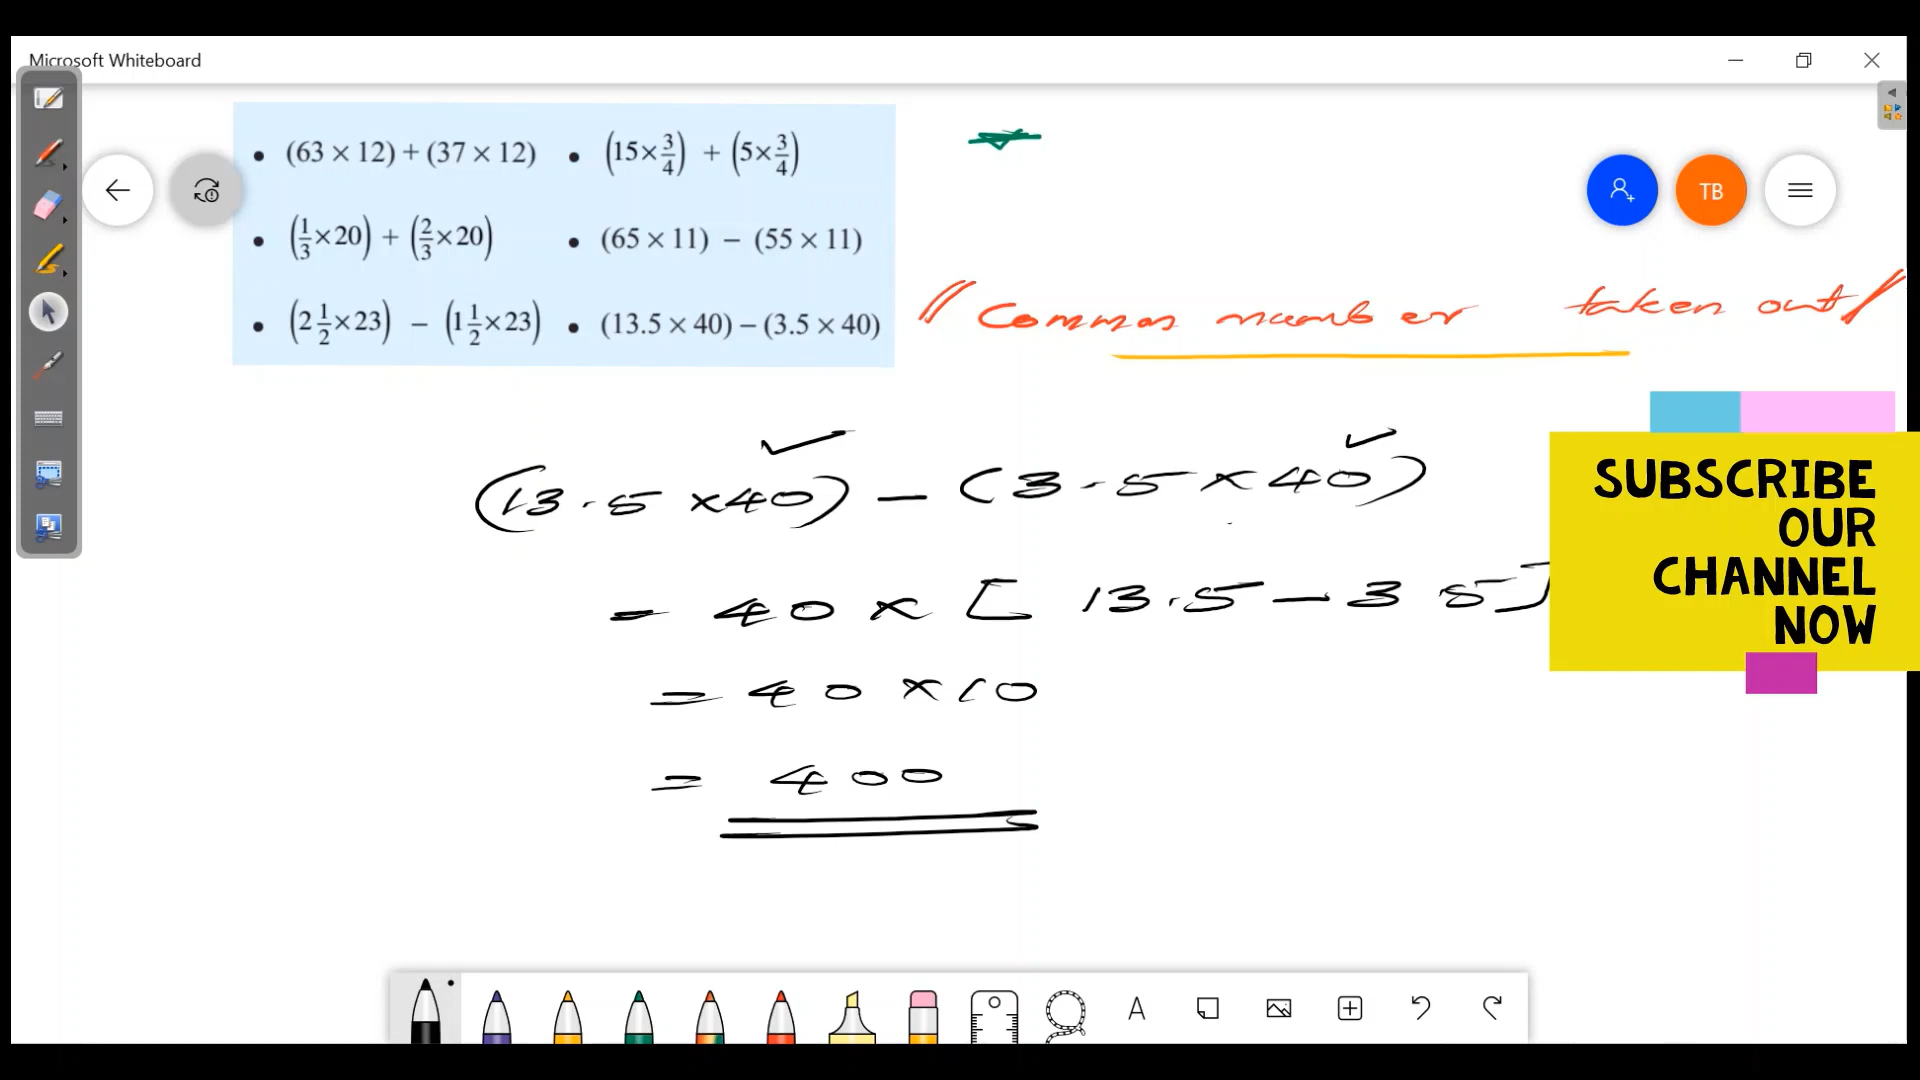 Microsoft Whiteboard
• (63 × 12) + (37 × 12) • (15×3/4) + (5×3/4)
• (1/3×20) + (2/3×20) • (65 × 11) − (55 × 11)
• (2 1/2×23) − (1 1/2×23) • (13.5 × 40) − (3.5 × 40)
TB
// Common number taken out //
(13.5 ×40) − (3.5 × 40)
= 40 × [ 13.5 − 3 5]
= 40 × 10
= 400
SUBSCRIBE
OUR
CHANNEL
NOW
A